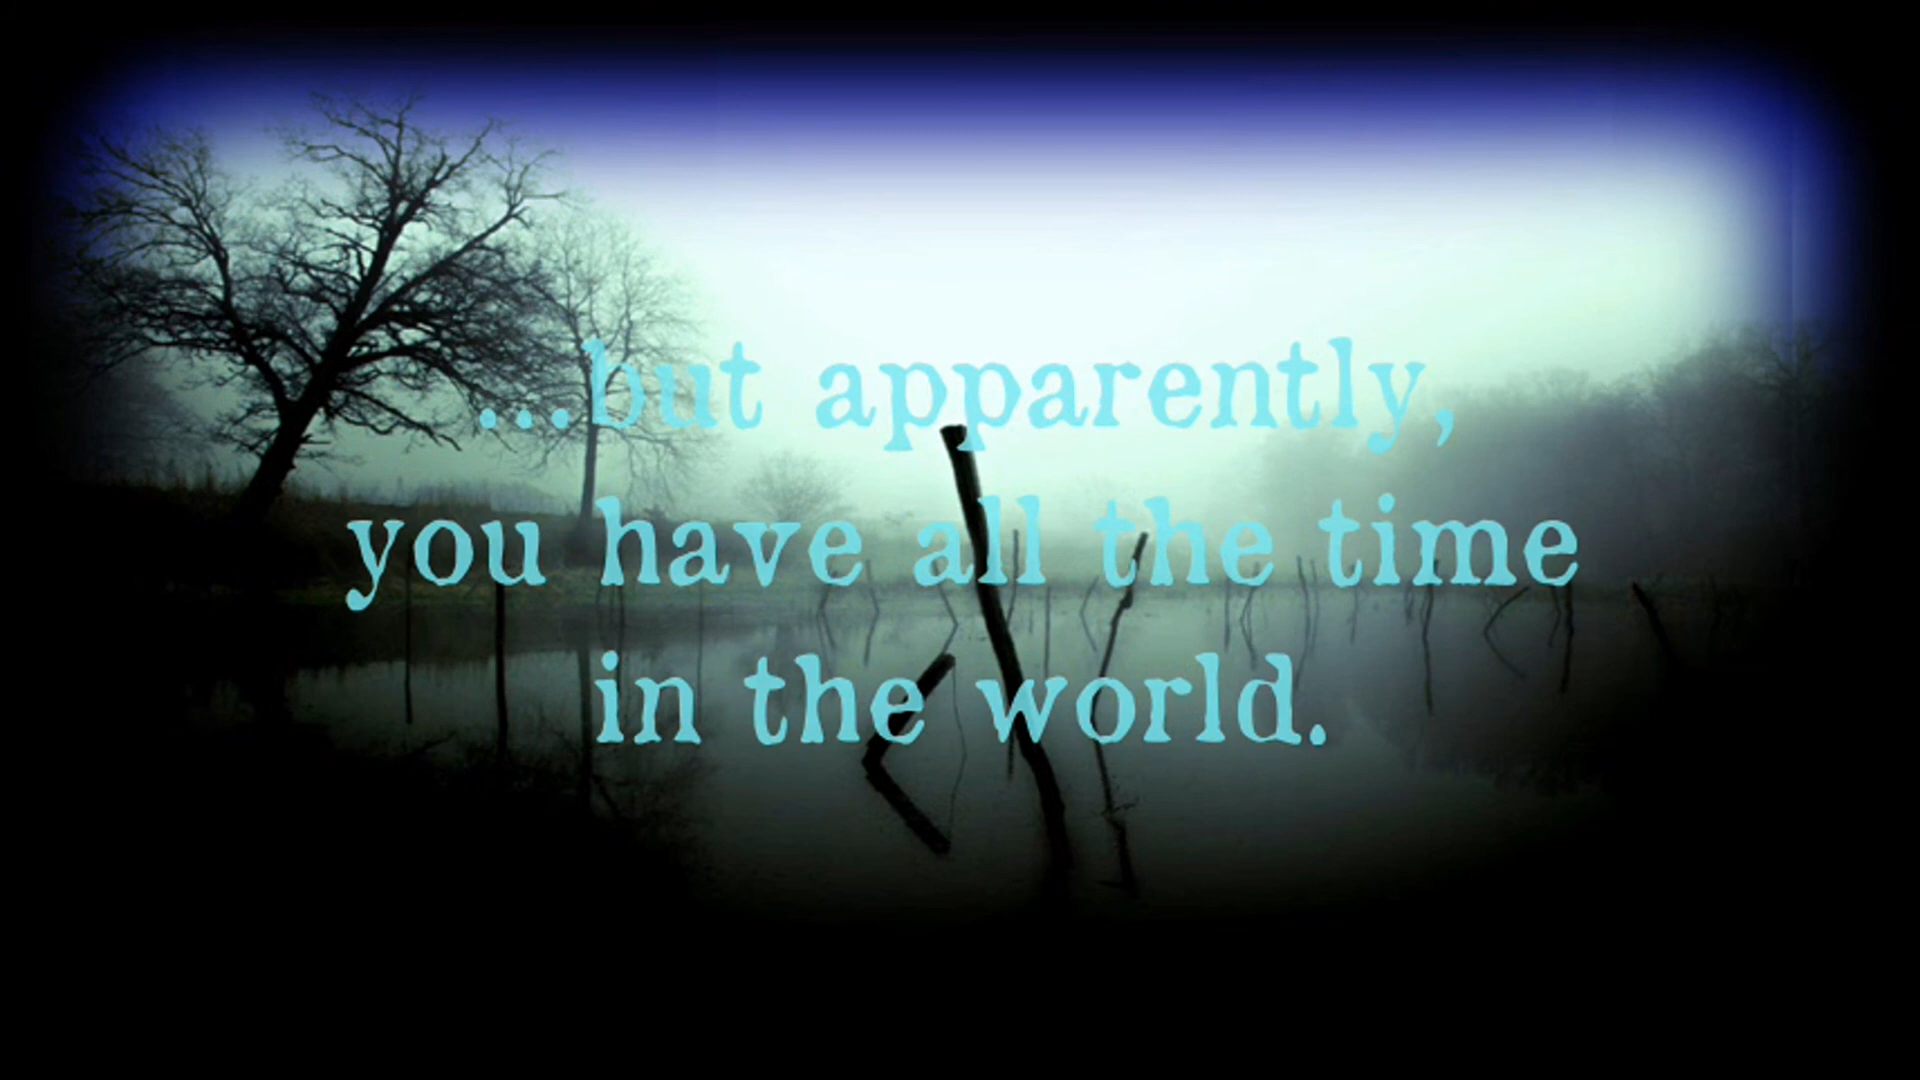 ...but apparently,
you have all the time
in the world.